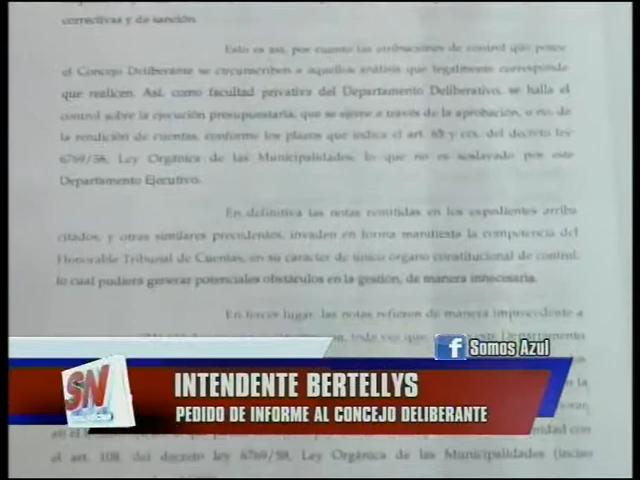 correctivas y de sanción.
Esto es así, por cuanto las atribuciones de control que posee
el Concejo Deliberante se circunscriben a aquellos análisis que legalmente corresponde
que realicen. Así, como facultad privativa del Departamento Deliberativo, se halla el
control sobre la ejecución presupuestaria, que se ejerce a través de la aprobación, o no, de
la rendición de cuentas, conforme los plazos que indica el art. 65 y ccs. del decreto ley
6769/58, Ley Orgánica de las Municipalidades, lo que no es soslayado por este
Departamento Ejecutivo.
En definitiva las notas remitidas en los expedientes arriba
citados, y otras similares precedentes, invaden en forma manifiesta la competencia del
Honorable Tribunal de Cuentas, en su carácter de único órgano constitucional de control,
lo cual pudiera generar potenciales obstáculos en la gestión, de manera innecesaria.
En tercer lugar, las notas refieren de manera improcedente a
toda vez que Departamento
f Somos Azul
SN
INTENDENTE BERTELLYS
PEDIDO DE INFORME AL CONCEJO DELIBERANTE
el art. 108, del decreto ley 6769/58, Ley Orgánica de las Municipalidades (inciso